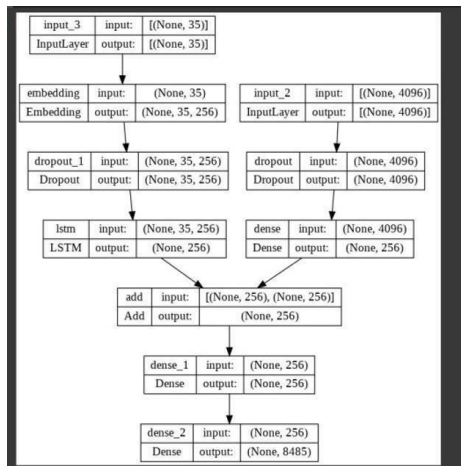 input_3 input: [(None, 35)]
InputLayer output: [(None, 35)]
embedding input: (None, 35)
Embedding output: (None, 35, 256)
input_2 input: [(None, 4096)]
InputLayer output: [(None, 4096)]
dropout_1 input: (None, 35, 256)
Dropout output: (None, 35, 256)
dropout input: (None, 4096)
Dropout output: (None, 4096)
lstm input: (None, 35, 256)
LSTM output: (None, 256)
dense input: (None, 4096)
Dense output: (None, 256)
add input: [(None, 256), (None, 256)]
Add output: (None, 256)
dense_1 input: (None, 256)
Dense output: (None, 256)
dense_2 input: (None, 256)
Dense output: (None, 8485)